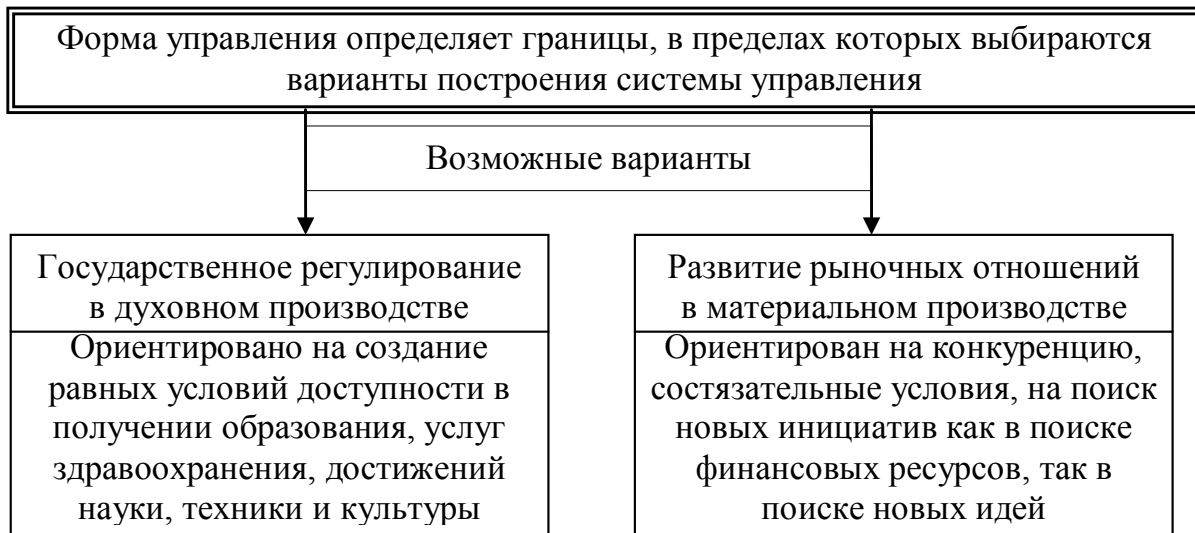 Форма управления определяет границы, в пределах которых выбираются
варианты построения системы управления
Возможные варианты
Государственное регулирование
в духовном производстве
Ориентировано на создание
равных условий доступности в
получении образования, услуг
здравоохранения, достижений
науки, техники и культуры
Развитие рыночных отношений
в материальном производстве
Ориентирован на конкуренцию,
состязательные условия, на поиск
новых инициатив как в поиске
финансовых ресурсов, так в
поиске новых идей